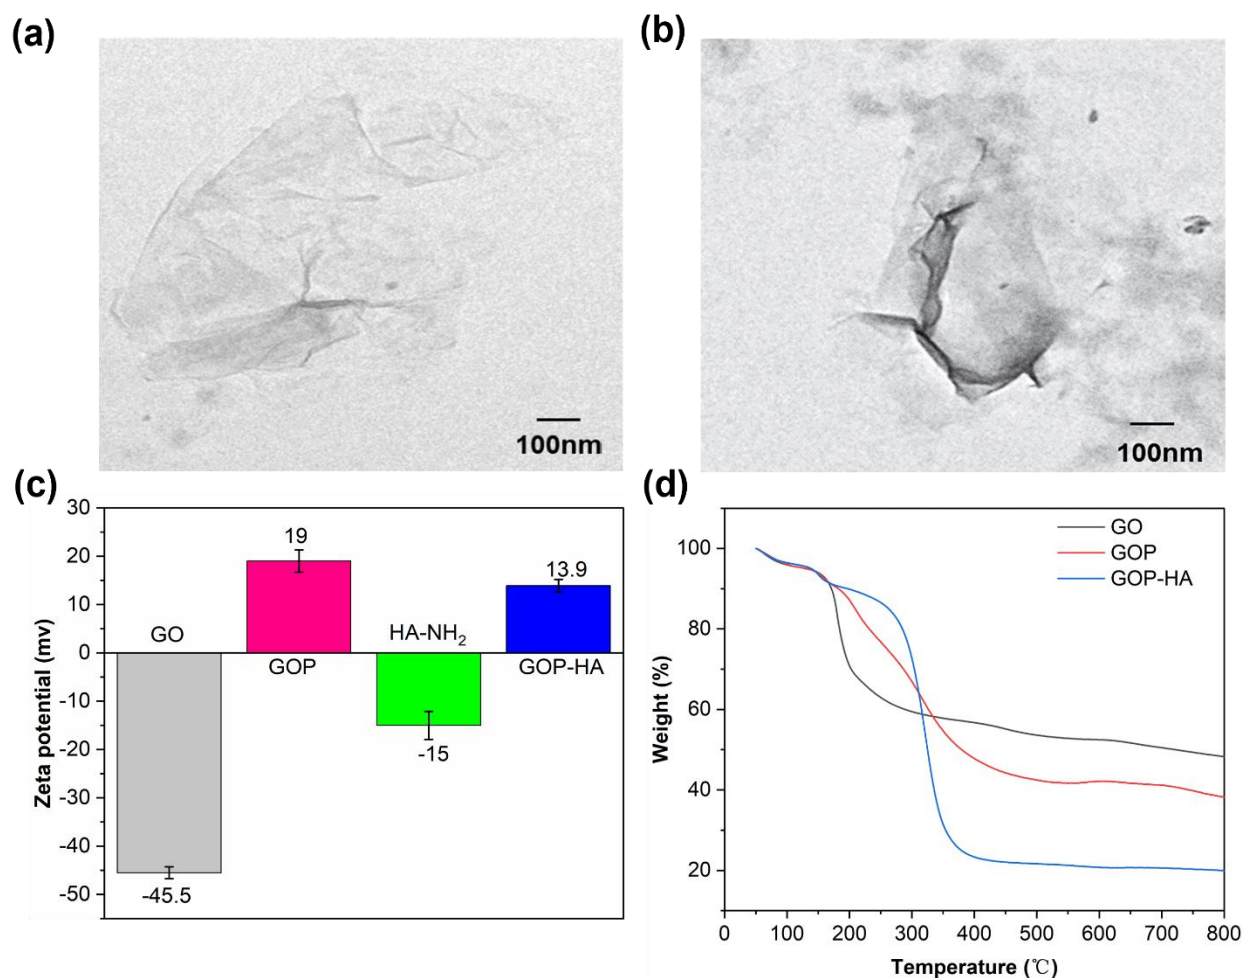 (a)
100nm
(b)
100nm
(c)
Zeta potential (mv)
30
20
10
0
-10
-20
-30
-40
-50
GO
-45.5
19
GOP
HA-NH₂
-15
13.9
GOP-HA
(d)
Weight (%)
100
80
60
40
20
GO
GOP
GOP-HA
0 100 200 300 400 500 600 700 800
Temperature (℃)